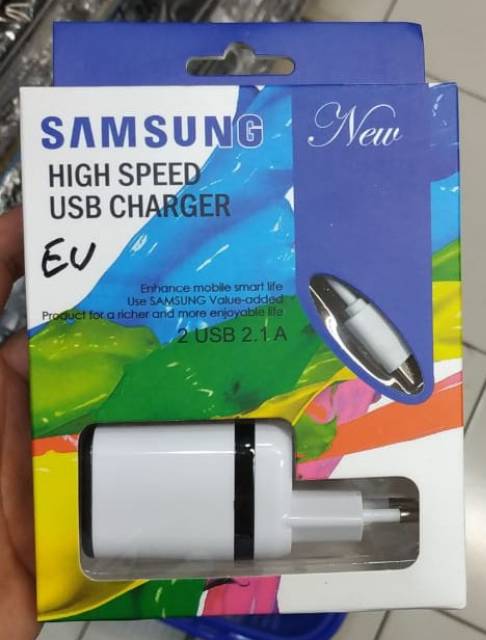 SAMSUNG
New
HIGH SPEED
USB CHARGER
EU
Enhance mobile smart life
Use SAMSUNG Value-added
Product for a richer and more enjoyable life
2 USB 2.1 A